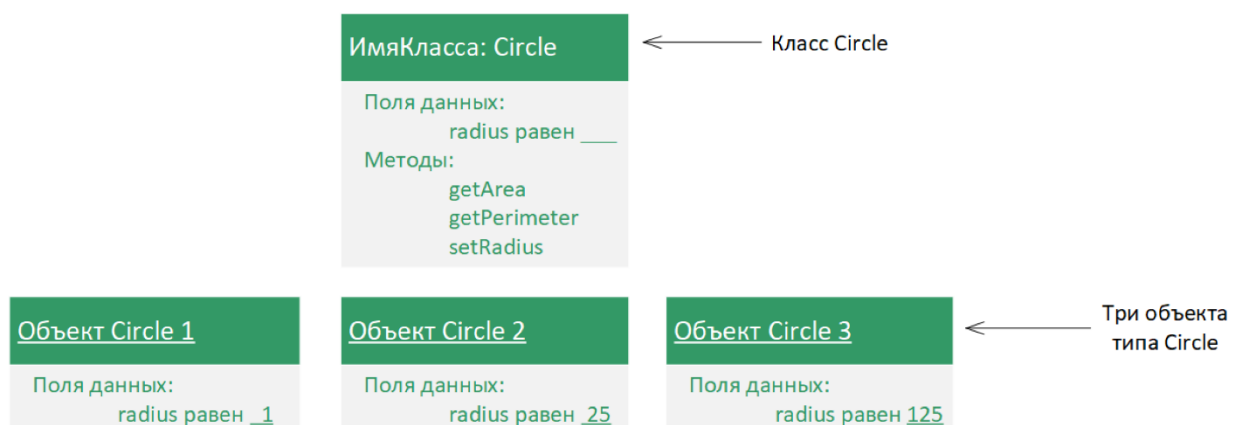 ИмяКласса: Circle
Класс Circle
Поля данных:
radius равен ___
Методы:
getArea
getPerimeter
setRadius
Объект Circle 1
Объект Circle 2
Объект Circle 3
Три объекта
типа Circle
Поля данных:
radius равен _1
Поля данных:
radius равен 25
Поля данных:
radius равен 125